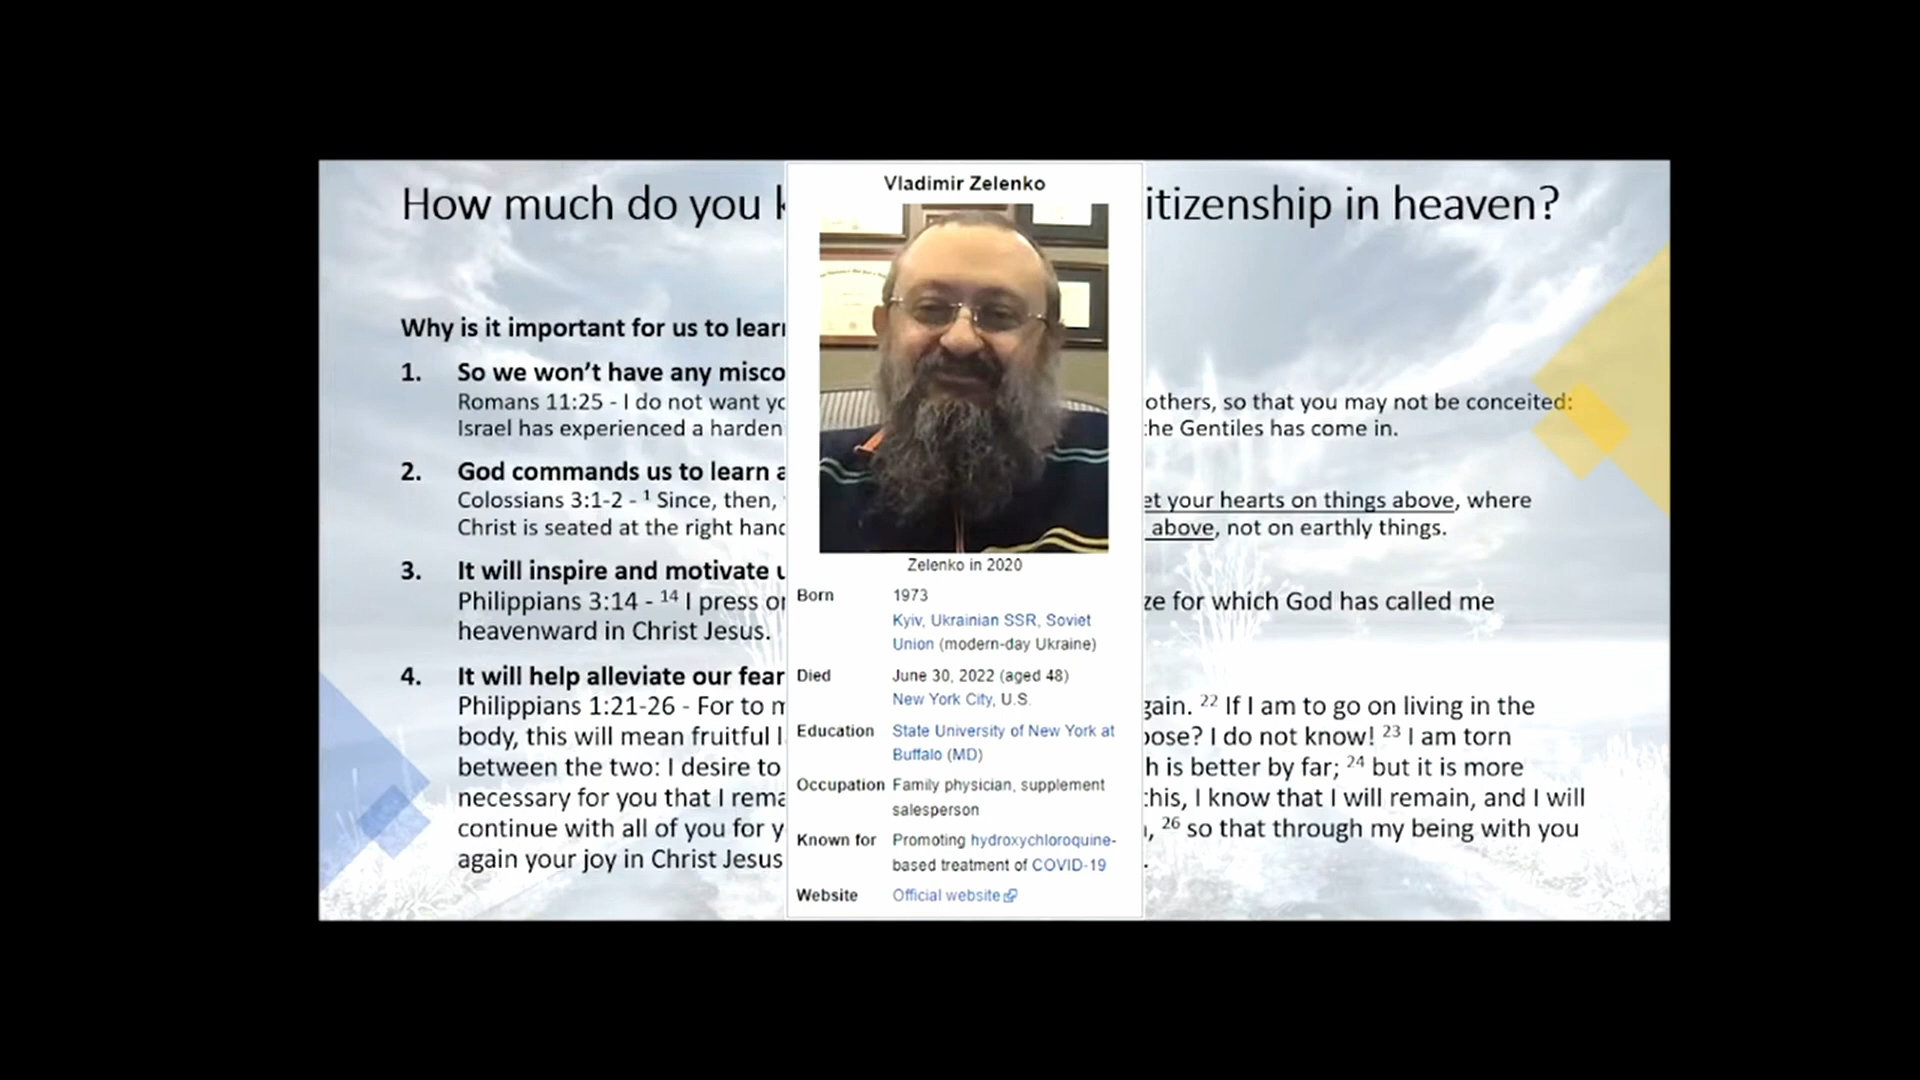 How much do you k
itizenship in heaven?
Why is it important for us to lear
1. So we won't have any misco
Romans 11:25 - I do not want yo
others, so that you may not be conceited:
Israel has experienced a harden
the Gentiles has come in.
2. God commands us to learn a
Colossians 3:1-2 - ¹ Since, then,
et your hearts on things above, where
Christ is seated at the right hand
above, not on earthly things.
3. It will inspire and motivate u
Philippians 3:14 - ¹⁴ I press on
ze for which God has called me
heavenward in Christ Jesus.
4. It will help alleviate our fear
Philippians 1:21-26 - For to m
gain. ²² If I am to go on living in the
body, this will mean fruitful l
ose? I do not know! ²³ I am torn
between the two: I desire to
h is better by far; ²⁴ but it is more
necessary for you that I rema
this, I know that I will remain, and I will
continue with all of you for y
, ²⁶ so that through my being with you
again your joy in Christ Jesus
.
Vladimir Zelenko
Zelenko in 2020
Born 1973
Kyiv, Ukrainian SSR, Soviet
Union (modern-day Ukraine)
Died June 30, 2022 (aged 48)
New York City, U.S.
Education State University of New York at
Buffalo (MD)
Occupation Family physician, supplement
salesperson
Known for Promoting hydroxychloroquine-
based treatment of COVID-19
Website Official website